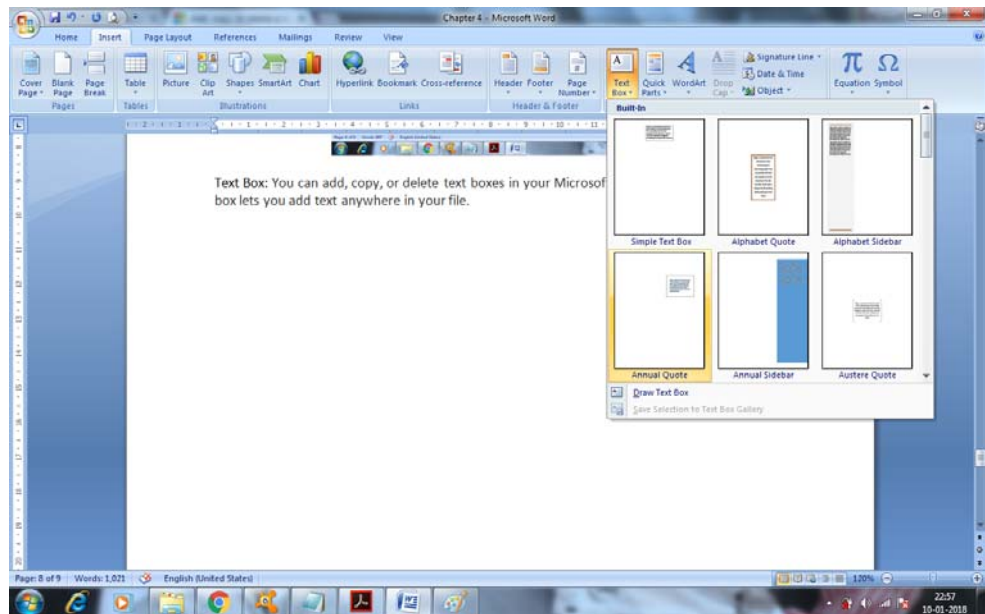 Chapter 4 - Microsoft Word
Home Insert Page Layout References Mailings Review View
Cover Page Blank Page Page Break Table Picture Clip Art Shapes SmartArt Chart Hyperlink Bookmark Cross-reference Header Footer Page Number Text Box Quick Parts WordArt Drop Cap Signature Line Date & Time Object Equation Symbol
Pages Tables Illustrations Links Header & Footer
Built-In
Text Box: You can add, copy, or delete text boxes in your Microsof
box lets you add text anywhere in your file.
Simple Text Box Alphabet Quote Alphabet Sidebar
Annual Quote Annual Sidebar Austere Quote
Draw Text Box
Save Selection to Text Box Gallery
Page: 8 of 9 Words: 1,021 English (United States) 120%
22:57
10-01-2018